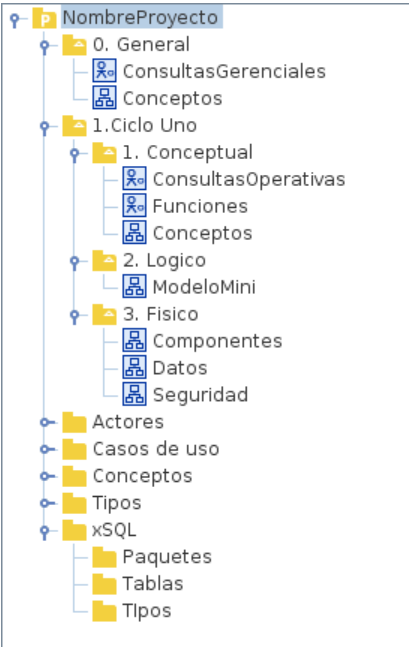 NombreProyecto
0. General
ConsultasGerenciales
Conceptos
1.Ciclo Uno
1. Conceptual
ConsultasOperativas
Funciones
Conceptos
2. Logico
ModeloMini
3. Fisico
Componentes
Datos
Seguridad
Actores
Casos de uso
Conceptos
Tipos
xSQL
Paquetes
Tablas
TIpos